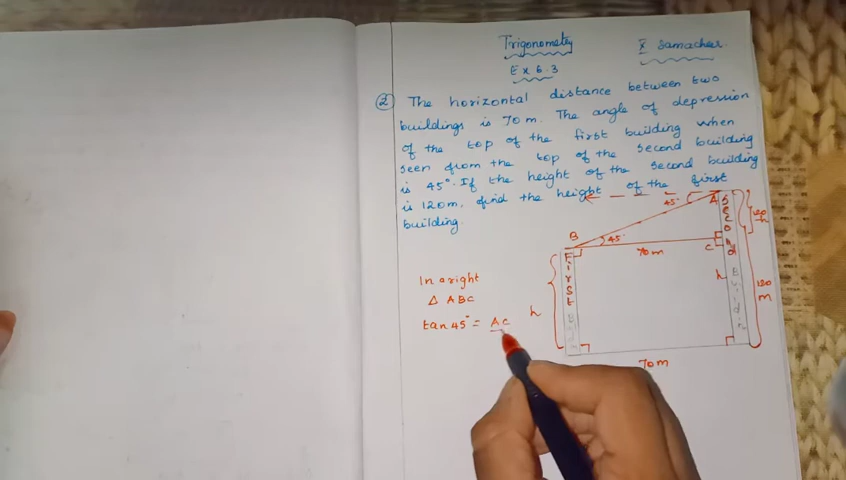 Trigonometry
X Samacheer.
Ex 6.3
② The horizontal distance between two
buildings is 70m. The angle of depression
of the top of the first building when
seen from the top of the second building
is 45°. If the height of the second building
is 120m, find the height of the first
building.
45°
A
B
45°
70m
C
In a right
Δ ABC
tan 45° = AC
First
Second
h
h
120
m
70m